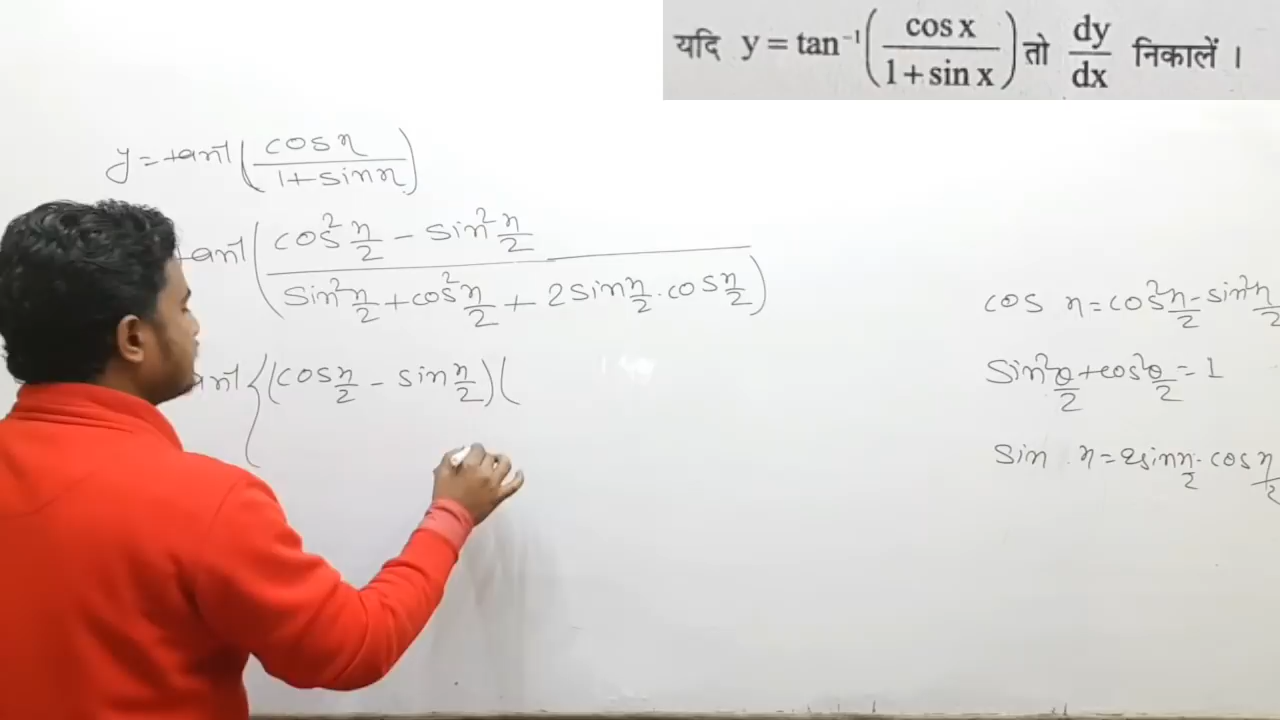 यदि y = tan⁻¹(cos x / 1 + sin x) तो dy/dx निकालें ।
y = tan⁻¹(cos x / 1 + sin x)
tan⁻¹(cos² x/2 - sin² x/2 / sin² x/2 + cos² x/2 + 2 sin x/2 · cos x/2)
cos x = cos² x/2 - sin² x/2
sin² θ/2 + cos² θ/2 = 1
tan⁻¹{(cos x/2 - sin x/2)(
sin x = 2 sin x/2 · cos x/2